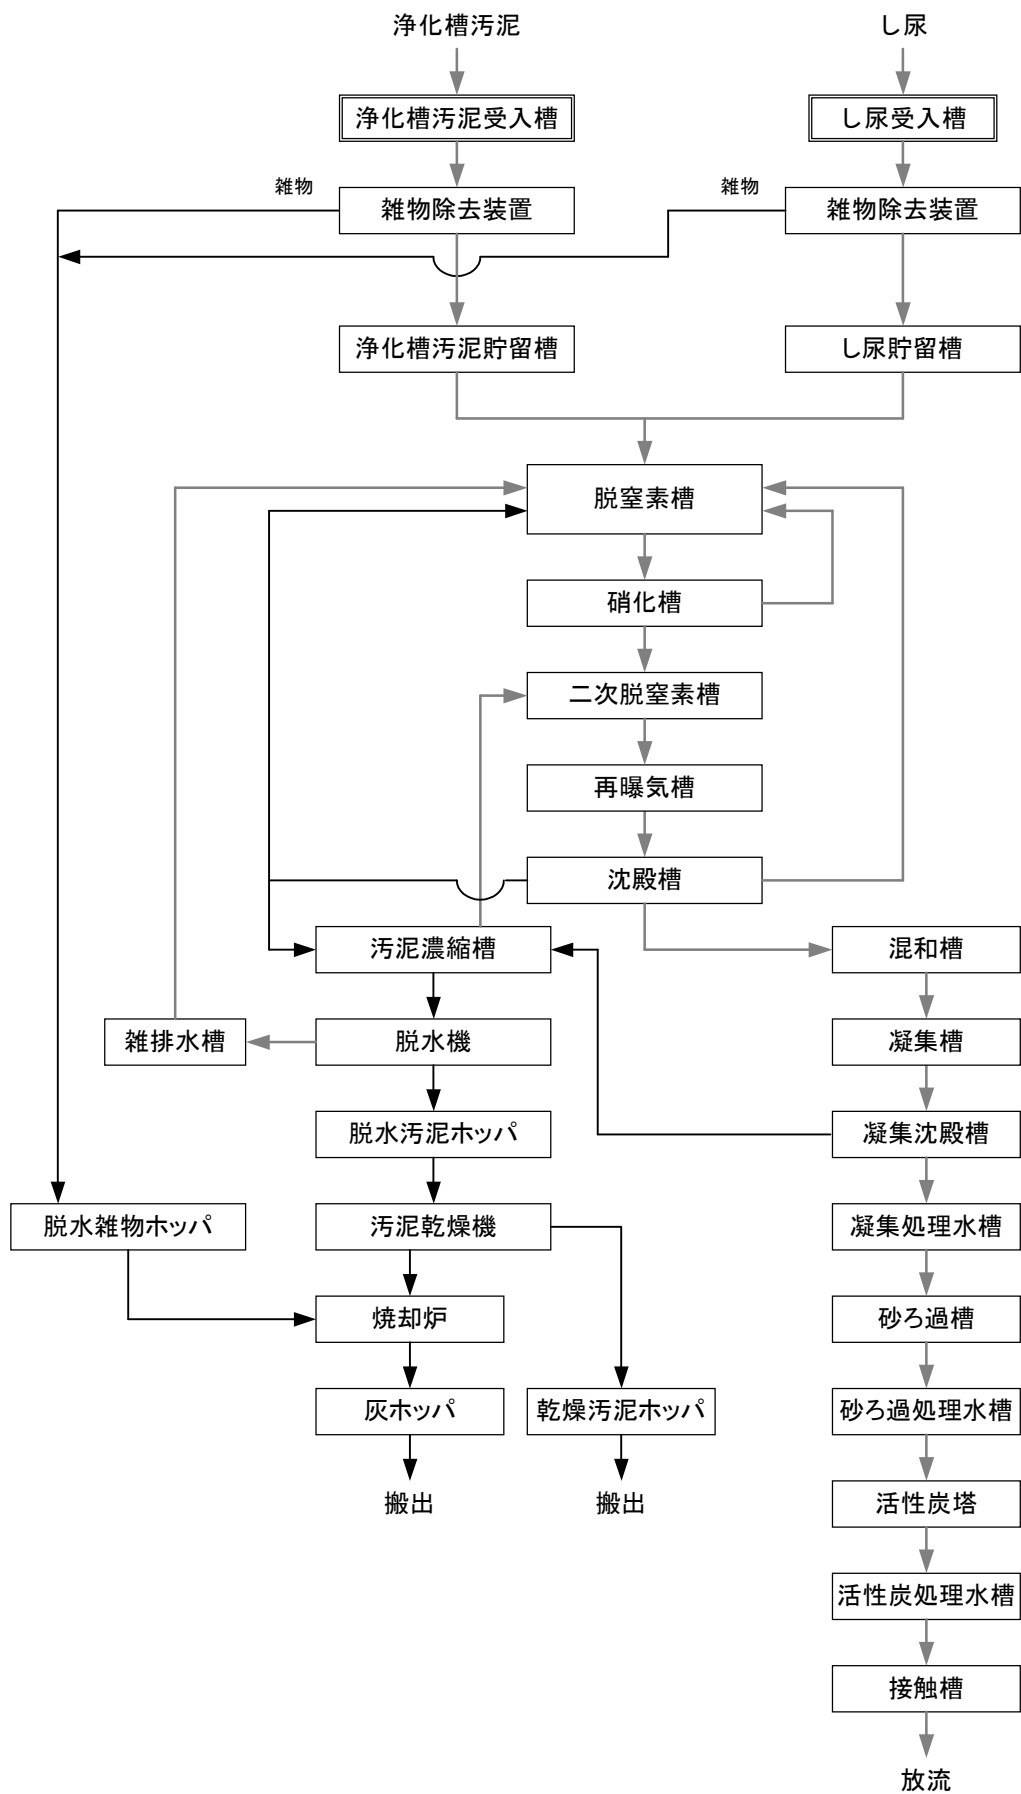 浄化槽汚泥
し尿
浄化槽汚泥受入槽
し尿受入槽
雑物
雑物
雑物除去装置
雑物除去装置
浄化槽汚泥貯留槽
し尿貯留槽
脱窒素槽
硝化槽
二次脱窒素槽
再曝気槽
沈殿槽
汚泥濃縮槽
混和槽
雑排水槽
脱水機
凝集槽
脱水汚泥ホッパ
凝集沈殿槽
脱水雑物ホッパ
汚泥乾燥機
凝集処理水槽
焼却炉
砂ろ過槽
灰ホッパ
乾燥汚泥ホッパ
砂ろ過処理水槽
搬出
搬出
活性炭塔
活性炭処理水槽
接触槽
放流